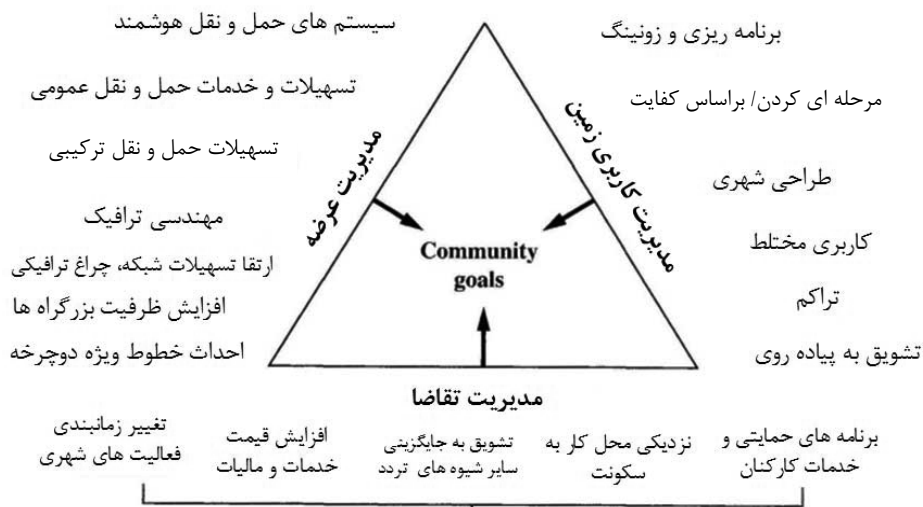 سیستم های حمل و نقل هوشمند
تسهیلات و خدمات حمل و نقل عمومی
تسهیلات حمل و نقل ترکیبی
مهندسی ترافیک
ارتقا تسهیلات شبکه، چراغ ترافیکی
افزایش ظرفیت بزرگراه ها
احداث خطوط ویژه دوچرخه
مدیریت عرضه
برنامه ریزی و زونینگ
مرحله ای کردن/ براساس کفایت
طراحی شهری
کاربری مختلط
تراکم
تشویق به پیاده روی
مدیریت کاربری زمین
Community
goals
مدیریت تقاضا
برنامه های حمایتی و
خدمات کارکنان
نزدیکی محل کار به
سکونت
تشویق به جایگزینی
سایر شیوه های تردد
افزایش قیمت
خدمات و مالیات
تغییر زمانبندی
فعالیت های شهری